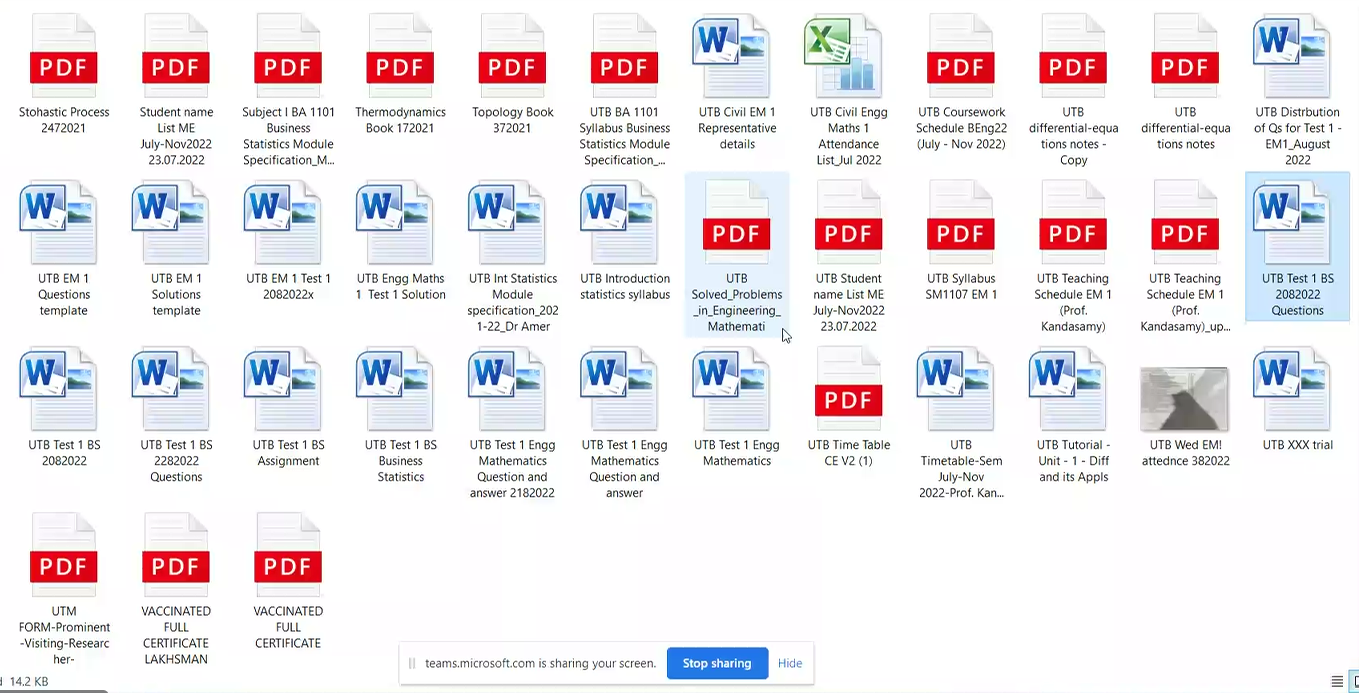 PDF
PDF
PDF
PDF
PDF
PDF
W
X
PDF
PDF
PDF
W
Stohastic Process
2472021
Student name
List ME
July-Nov2022
23.07.2022
Subject I BA 1101
Business
Statistics Module
Specification_M...
Thermodynamics
Book 172021
Topology Book
372021
UTB BA 1101
Syllabus Business
Statistics Module
Specification_...
UTB Civil EM 1
Representative
details
UTB Civil Engg
Maths 1
Attendance
List_Jul 2022
UTB Coursework
Schedule BEng22
(July - Nov 2022)
UTB
differential-equa
tions notes -
Copy
UTB
differential-equa
tions notes
UTB Distrbution
of Qs for Test 1 -
EM1_August
2022
W
W
W
W
W
W
PDF
PDF
PDF
PDF
PDF
W
UTB EM 1
Questions
template
UTB EM 1
Solutions
template
UTB EM 1 Test 1
2082022x
UTB Engg Maths
1 Test 1 Solution
UTB Int Statistics
Module
specification_202
1-22_Dr Amer
UTB Introduction
statistics syllabus
UTB
Solved_Problems
_in_Engineering_
Mathemati
UTB Student
name List ME
July-Nov2022
23.07.2022
UTB Syllabus
SM1107 EM 1
UTB Teaching
Schedule EM 1
(Prof.
Kandasamy)
UTB Teaching
Schedule EM 1
(Prof.
Kandasamy)_up...
UTB Test 1 BS
2082022
Questions
W
W
W
W
W
W
W
PDF
W
W
W
UTB Test 1 BS
2082022
UTB Test 1 BS
2282022
Questions
UTB Test 1 BS
Assignment
UTB Test 1 BS
Business
Statistics
UTB Test 1 Engg
Mathematics
Question and
answer 2182022
UTB Test 1 Engg
Mathematics
Question and
answer
UTB Test 1 Engg
Mathematics
UTB Time Table
CE V2 (1)
UTB
Timetable-Sem
July-Nov
2022-Prof. Kan...
UTB Tutorial -
Unit - 1 - Diff
and its Appls
UTB Wed EM!
attednce 382022
UTB XXX trial
PDF
PDF
PDF
UTM
FORM-Prominent
-Visiting-Researc
her-
VACCINATED
FULL
CERTIFICATE
LAKHSMAN
VACCINATED
FULL
CERTIFICATE
teams.microsoft.com is sharing your screen.
Stop sharing
Hide
14.2 KB